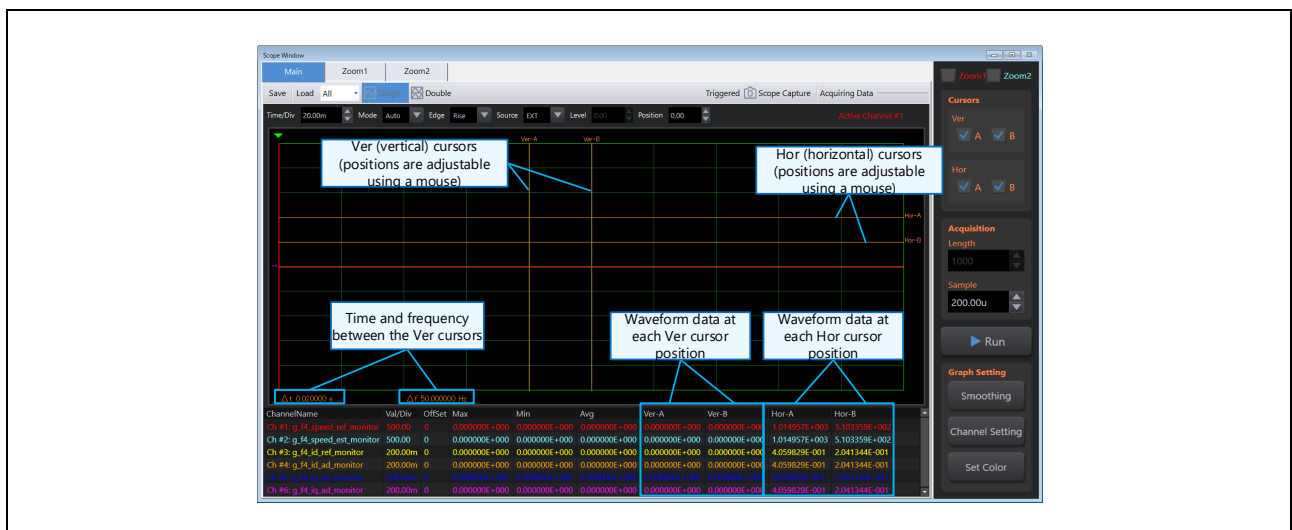 Scope Window
Main Zoom1 Zoom2
Zoom1 Zoom2
Save Load All Single Double Triggered Scope Capture Acquiring Data
Time/Div 20.00m Mode Auto Edge Rise Source EXT Level 0.00 Position 0.00 Active Channel #1
Cursors
Ver
A B
Hor
A B
Ver-A Ver-B
Ver (vertical) cursors
(positions are adjustable
using a mouse)
Hor (horizontal) cursors
(positions are adjustable
using a mouse)
Hor-A
Hor-B
Acquisition
Length
1000
Sample
200.00u
Run
Graph Setting
Smoothing
Channel Setting
Set Color
Time and frequency
between the Ver cursors
Waveform data at
each Ver cursor
position
Waveform data at
each Hor cursor
position
△t 0.020000 s △f 50.000000 Hz
ChannelName Val/Div OffSet Max Min Avg Ver-A Ver-B Hor-A Hor-B
Ch #1: g_f4_speed_ref_monitor 500.00 0 0.000000E+000 0.000000E+000 0.000000E+000 0.000000E+000 0.000000E+000 1.014957E+003 5.103359E+002
Ch #2: g_f4_speed_est_monitor 500.00 0 0.000000E+000 0.000000E+000 0.000000E+000 0.000000E+000 0.000000E+000 1.014957E+003 5.103359E+002
Ch #3: g_f4_id_ref_monitor 200.00m 0 0.000000E+000 0.000000E+000 0.000000E+000 0.000000E+000 0.000000E+000 4.059829E-001 2.041344E-001
Ch #4: g_f4_id_ad_monitor 200.00m 0 0.000000E+000 0.000000E+000 0.000000E+000 0.000000E+000 0.000000E+000 4.059829E-001 2.041344E-001
Ch #6: g_f4_iq_ad_monitor 200.00m 0 0.000000E+000 0.000000E+000 0.000000E+000 0.000000E+000 0.000000E+000 4.059829E-001 2.041344E-001